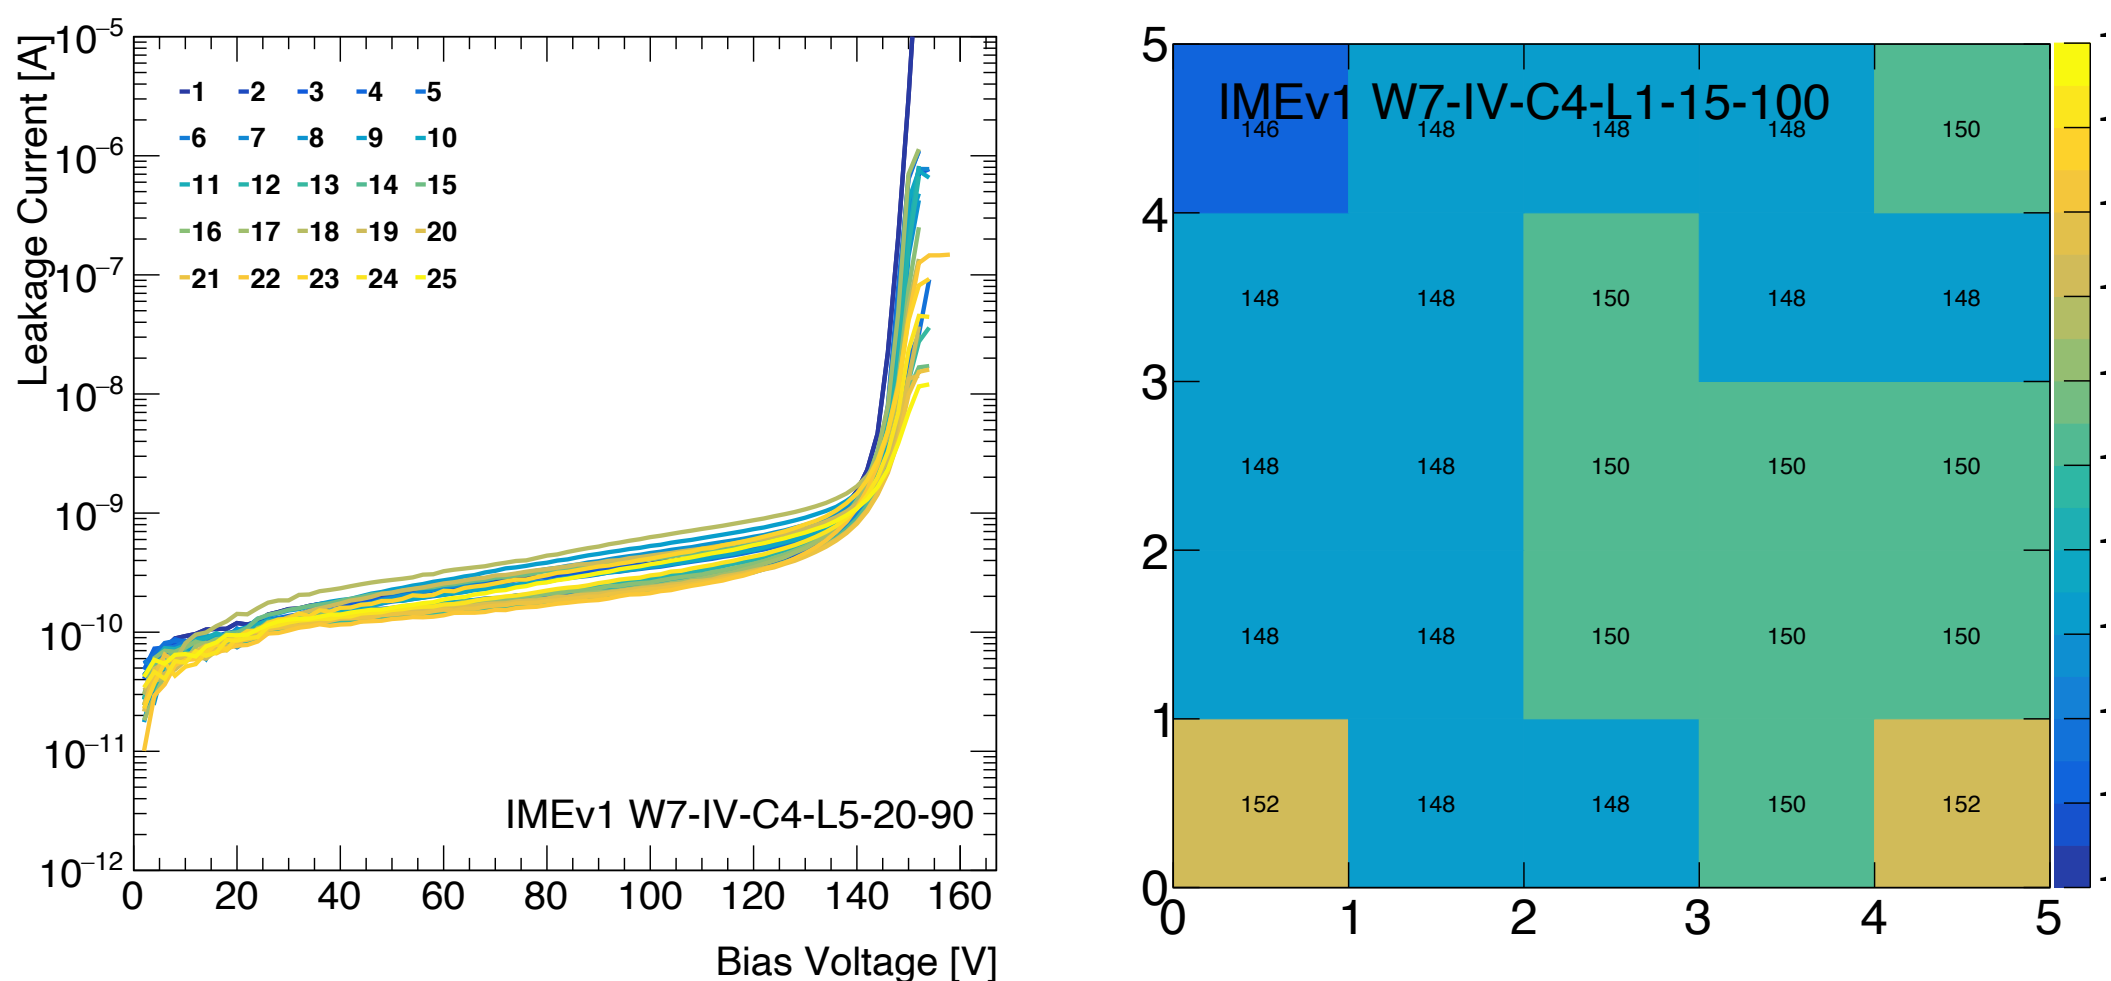 Leakage Current [A]
10−5
10−6
10−7
10−8
10−9
10−10
10−11
10−12
1 2 3 4 5
6 7 8 9 10
11 12 13 14 15
16 17 18 19 20
21 22 23 24 25
IMEv1 W7-IV-C4-L5-20-90
0 20 40 60 80 100 120 140 160
Bias Voltage [V]
IMEv1 W7-IV-C4-L1-15-100
5
146 148 148 148 150
4
148 148 150 148 148
3
148 148 150 150 150
2
148 148 150 150 150
1
152 148 148 150 152
0
0 1 2 3 4 5